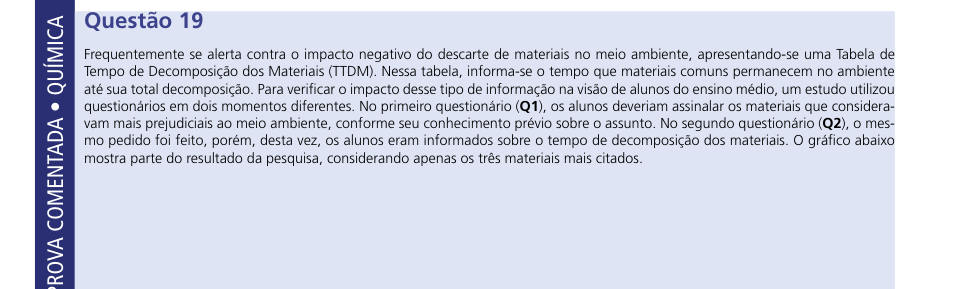 Questão 19
Frequentemente se alerta contra o impacto negativo do descarte de materiais no meio ambiente, apresentando-se uma Tabela de
Tempo de Decomposição dos Materiais (TTDM). Nessa tabela, informa-se o tempo que materiais comuns permanecem no ambiente
até sua total decomposição. Para verificar o impacto desse tipo de informação na visão de alunos do ensino médio, um estudo utilizou
questionários em dois momentos diferentes. No primeiro questionário (Q1), os alunos deveriam assinalar os materiais que considera-
vam mais prejudiciais ao meio ambiente, conforme seu conhecimento prévio sobre o assunto. No segundo questionário (Q2), o mes-
mo pedido foi feito, porém, desta vez, os alunos eram informados sobre o tempo de decomposição dos materiais. O gráfico abaixo
mostra parte do resultado da pesquisa, considerando apenas os três materiais mais citados.
PROVA COMENTADA • QUÍMICA